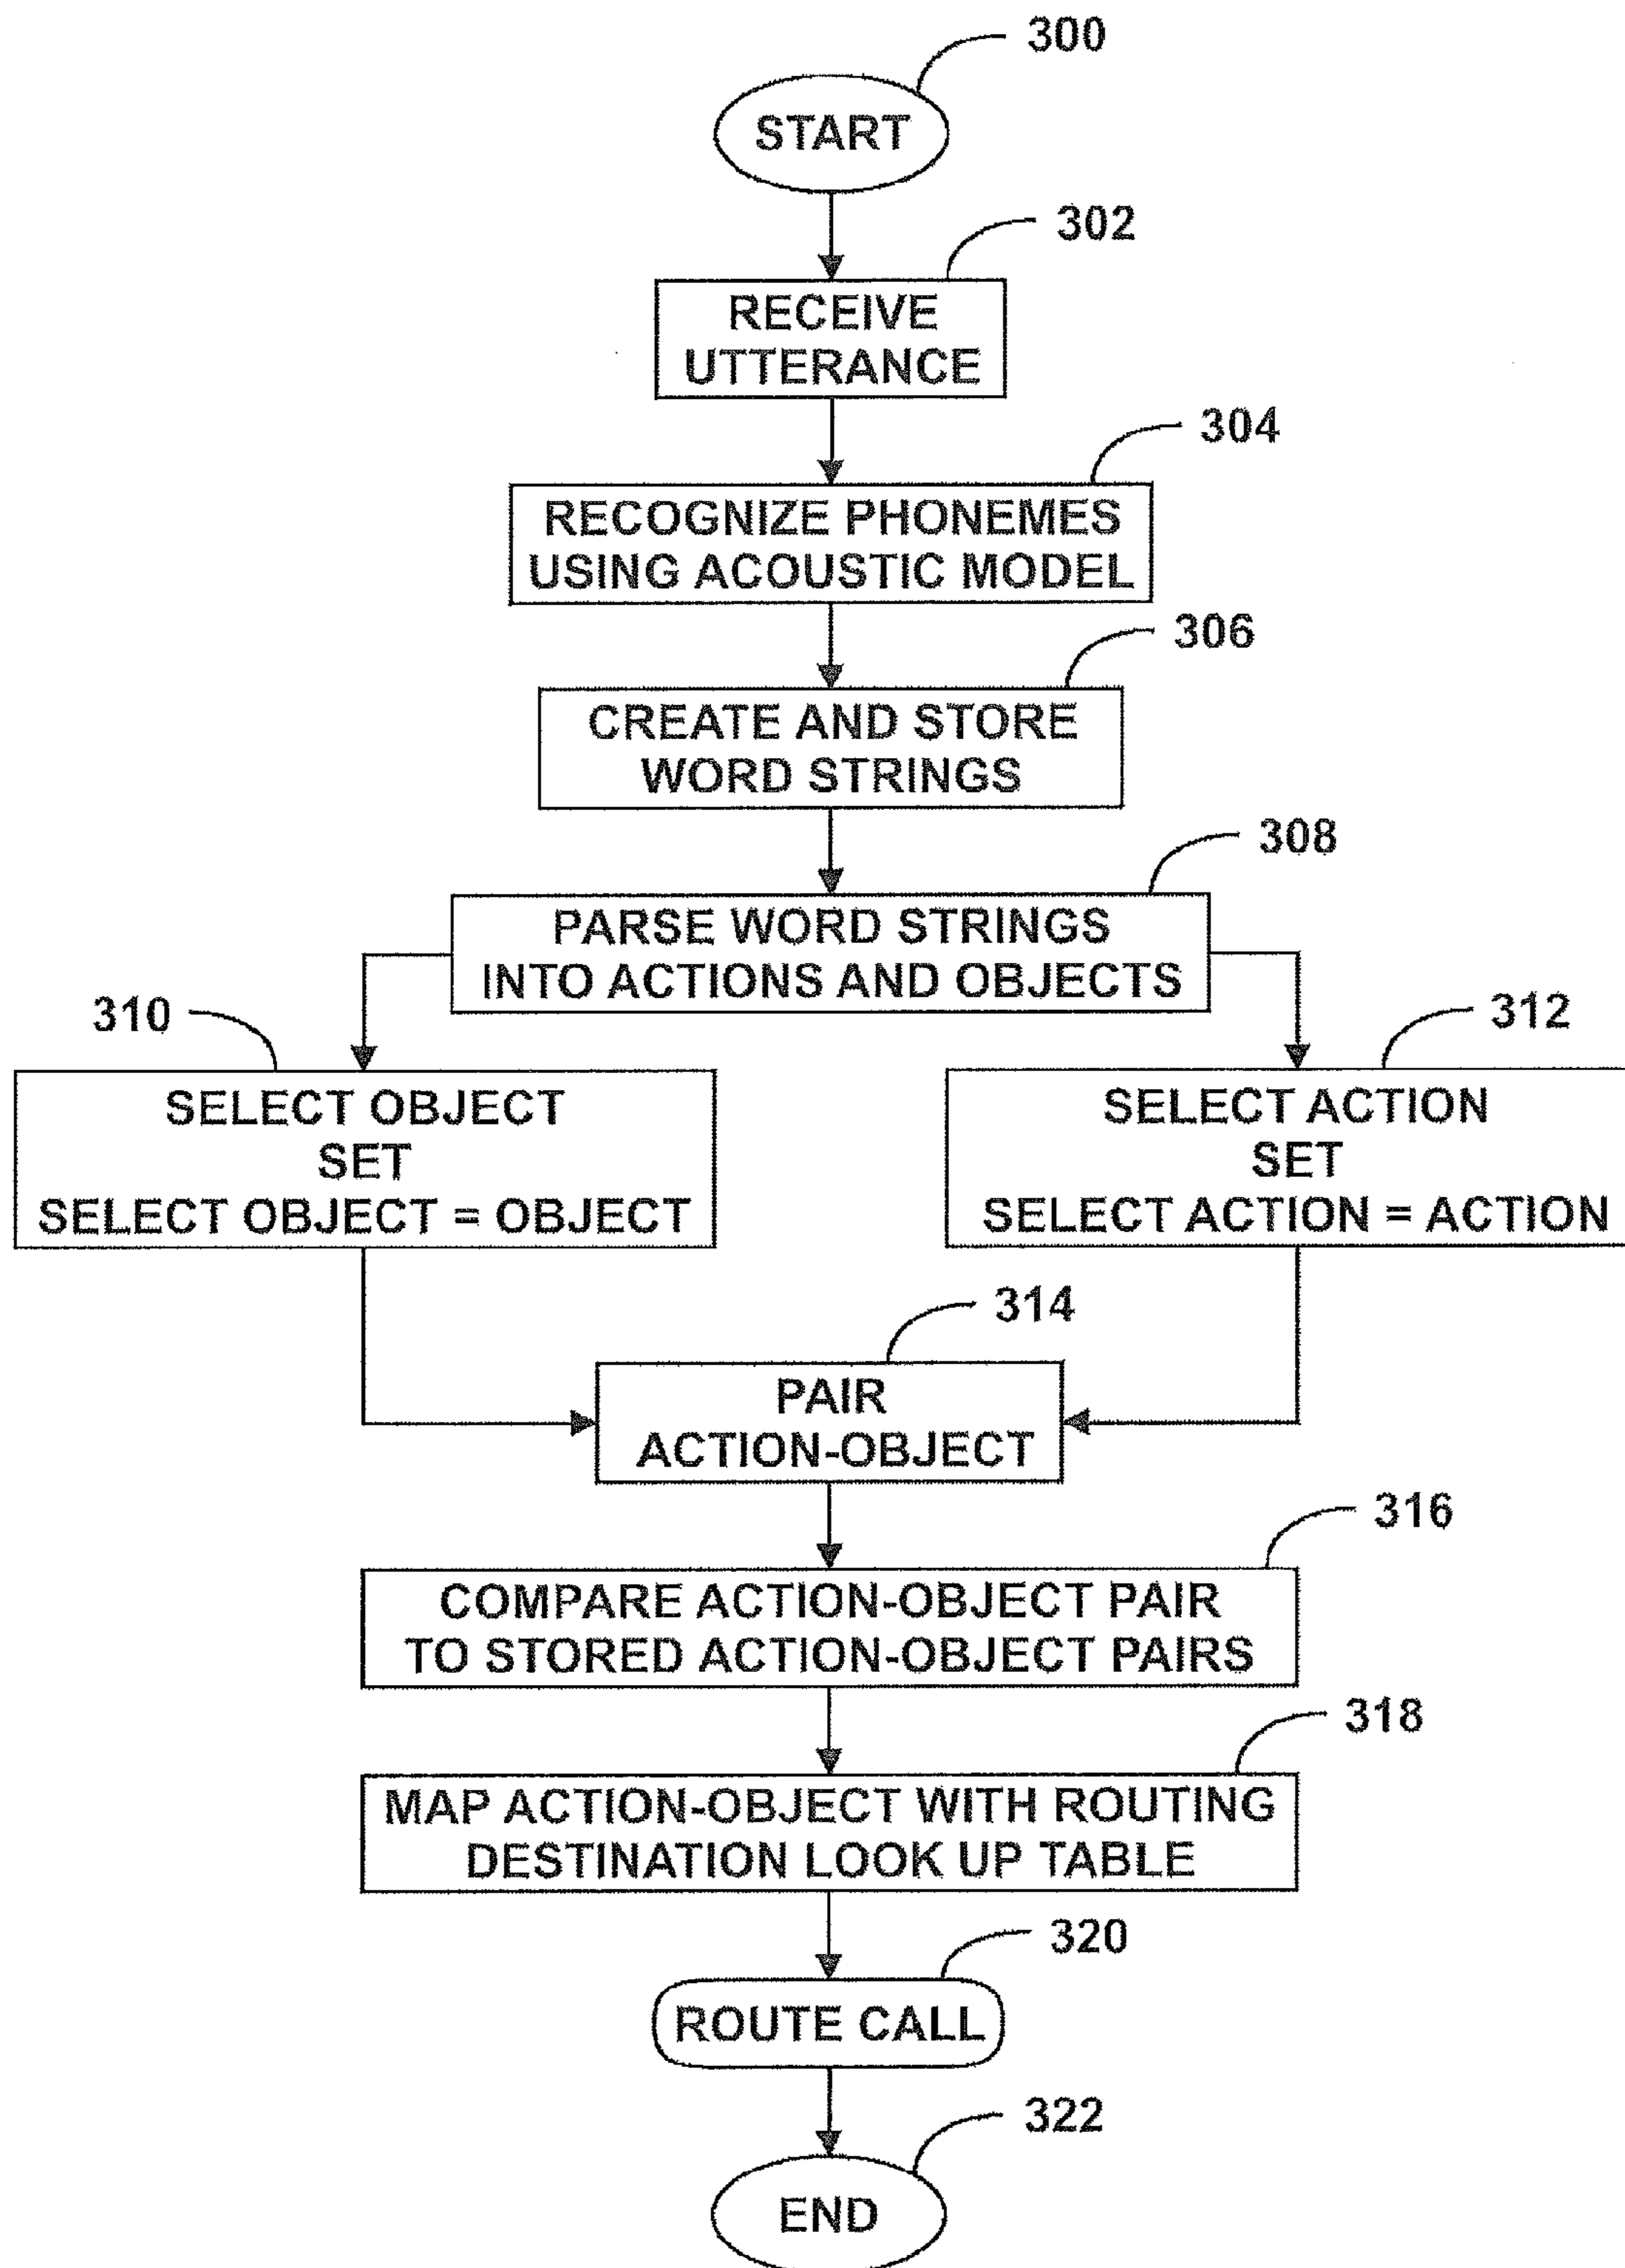 300
START
302
RECEIVE
UTTERANCE
304
RECOGNIZE PHONEMES
USING ACOUSTIC MODEL
306
CREATE AND STORE
WORD STRINGS
308
PARSE WORD STRINGS
INTO ACTIONS AND OBJECTS
310
SELECT OBJECT
SET
SELECT OBJECT = OBJECT
312
SELECT ACTION
SET
SELECT ACTION = ACTION
314
PAIR
ACTION-OBJECT
316
COMPARE ACTION-OBJECT PAIR
TO STORED ACTION-OBJECT PAIRS
318
MAP ACTION-OBJECT WITH ROUTING
DESTINATION LOOK UP TABLE
320
ROUTE CALL
322
END